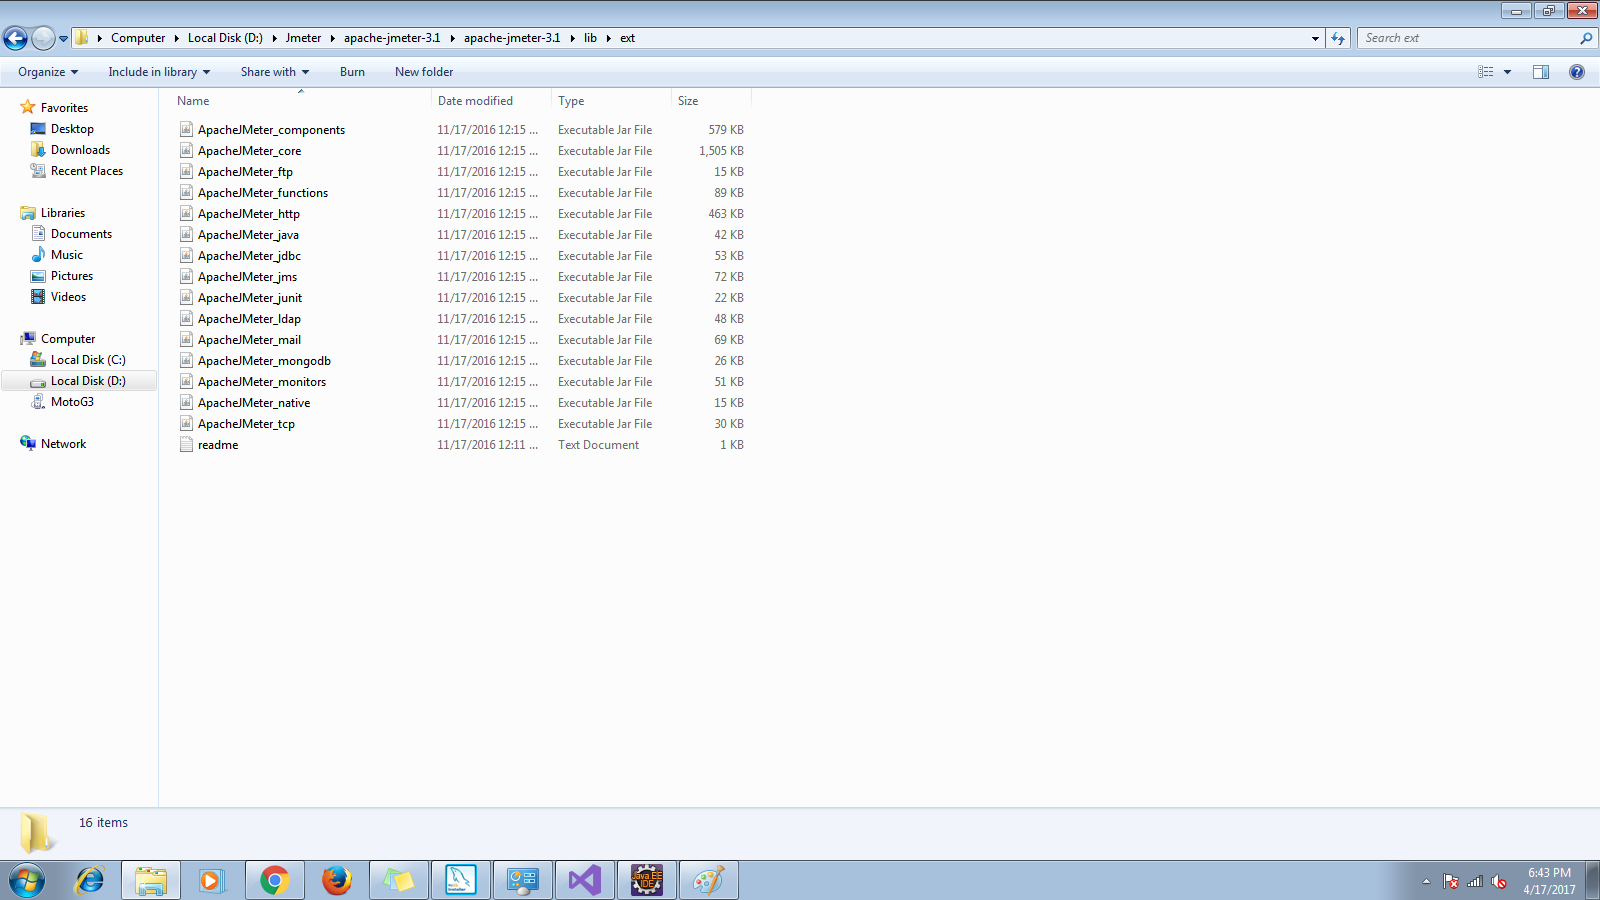 Computer Local Disk (D:) Jmeter apache-jmeter-3.1 apache-jmeter-3.1 lib ext Search ext
Organize Include in library Share with Burn New folder
Name Date modified Type Size
Favorites
Desktop
Downloads
Recent Places
Libraries
Documents
Music
Pictures
Videos
Computer
Local Disk (C:)
Local Disk (D:)
MotoG3
Network
ApacheJMeter_components 11/17/2016 12:15 ... Executable Jar File 579 KB
ApacheJMeter_core 11/17/2016 12:15 ... Executable Jar File 1,505 KB
ApacheJMeter_ftp 11/17/2016 12:15 ... Executable Jar File 15 KB
ApacheJMeter_functions 11/17/2016 12:15 ... Executable Jar File 89 KB
ApacheJMeter_http 11/17/2016 12:15 ... Executable Jar File 463 KB
ApacheJMeter_java 11/17/2016 12:15 ... Executable Jar File 42 KB
ApacheJMeter_jdbc 11/17/2016 12:15 ... Executable Jar File 53 KB
ApacheJMeter_jms 11/17/2016 12:15 ... Executable Jar File 72 KB
ApacheJMeter_junit 11/17/2016 12:15 ... Executable Jar File 22 KB
ApacheJMeter_ldap 11/17/2016 12:15 ... Executable Jar File 48 KB
ApacheJMeter_mail 11/17/2016 12:15 ... Executable Jar File 69 KB
ApacheJMeter_mongodb 11/17/2016 12:15 ... Executable Jar File 26 KB
ApacheJMeter_monitors 11/17/2016 12:15 ... Executable Jar File 51 KB
ApacheJMeter_native 11/17/2016 12:15 ... Executable Jar File 15 KB
ApacheJMeter_tcp 11/17/2016 12:15 ... Executable Jar File 30 KB
readme 11/17/2016 12:11 ... Text Document 1 KB
16 items
Java EE
IDE
6:43 PM
4/17/2017